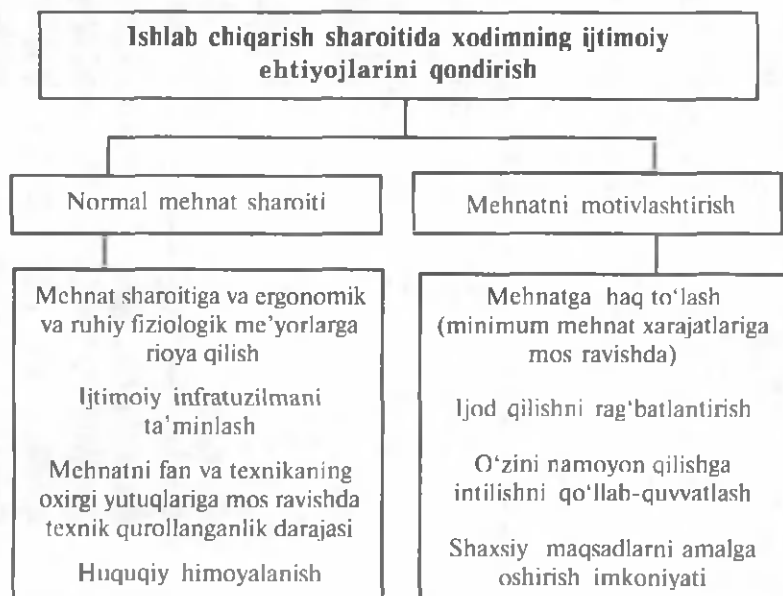 Ishlab chiqarish sharoitida xodimning ijtimoiy
ehtiyojlarini qondirish
Normal mehnat sharoiti
Mehnatni motivlashtirish
Mehnat sharoitiga va ergonomik
va ruhiy fiziologik me’yorlarga
rioya qilish
Ijtimoiy infratuzilmani
ta’minlash
Mehnatni fan va texnikaning
oxirgi yutuqlariga mos ravishda
texnik qurollanganlik darajasi
Huquqiy himoyalanish
Mehnatga haq to‘lash
(minimum mehnat xarajatlariga
mos ravishda)
Ijod qilishni rag‘batlantirish
O‘zini namoyon qilishga
intilishni qo‘llab-quvvatlash
Shaxsiy maqsadlarni amalga
oshirish imkoniyati